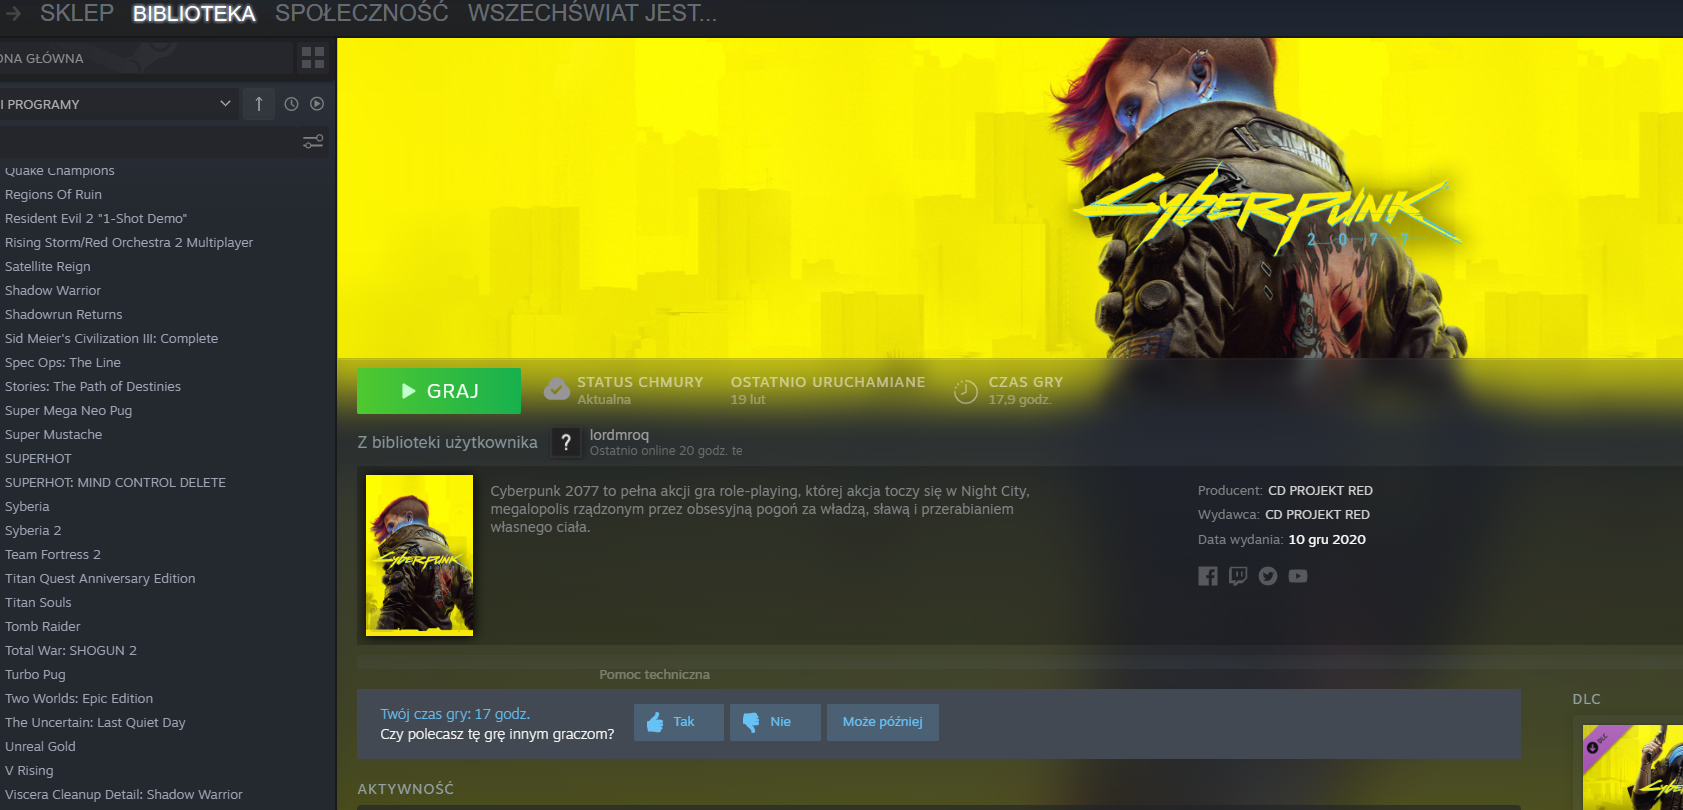 SKLEP BIBLIOTEKA SPOŁECZNOŚĆ WSZECHŚWIAT JEST...
ONA GŁÓWNA
I PROGRAMY
Quake Champions
Regions Of Ruin
Resident Evil 2 "1-Shot Demo"
Rising Storm/Red Orchestra 2 Multiplayer
Satellite Reign
Shadow Warrior
Shadowrun Returns
Sid Meier's Civilization III: Complete
Spec Ops: The Line
Stories: The Path of Destinies
Super Mega Neo Pug
Super Mustache
SUPERHOT
SUPERHOT: MIND CONTROL DELETE
Syberia
Syberia 2
Team Fortress 2
Titan Quest Anniversary Edition
Titan Souls
Tomb Raider
Total War: SHOGUN 2
Turbo Pug
Two Worlds: Epic Edition
The Uncertain: Last Quiet Day
Unreal Gold
V Rising
Viscera Cleanup Detail: Shadow Warrior
SAMURAI
CYBERPUNK
2077
GRAJ
STATUS CHMURY
Aktualna
OSTATNIO URUCHAMIANE
19 lut
CZAS GRY
17,9 godz.
Z biblioteki użytkownika
?
lordmroq
Ostatnio online 20 godz. te
CYBERPUNK
Cyberpunk 2077 to pełna akcji gra role-playing, której akcja toczy się w Night City,
megalopolis rządzonym przez obsesyjną pogoń za władzą, sławą i przerabianiem
własnego ciała.
Producent: CD PROJEKT RED
Wydawca: CD PROJEKT RED
Data wydania: 10 gru 2020
Pomoc techniczna
Twój czas gry: 17 godz.
Czy polecasz tę grę innym graczom?
Tak
Nie
Może później
DLC
DLC
AKTYWNOŚĆ